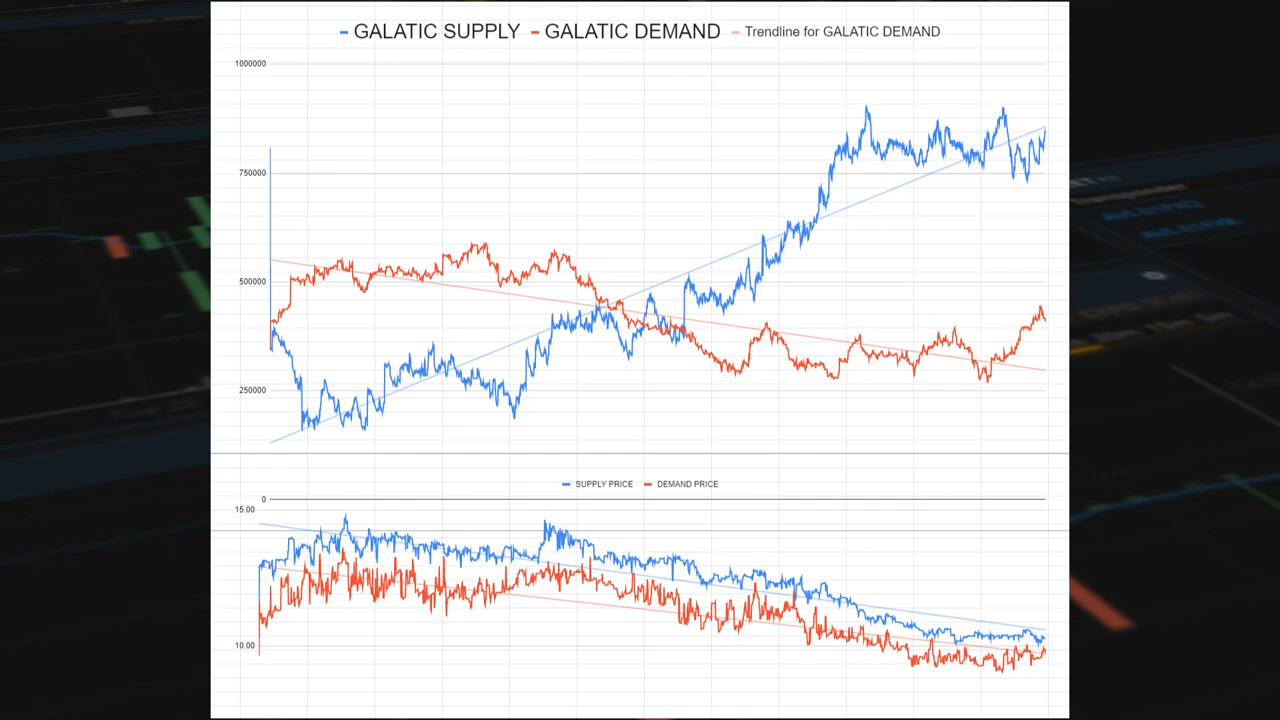 GALATIC SUPPLY GALATIC DEMAND Trendline for GALATIC DEMAND
1000000
750000
500000
250000
0
SUPPLY PRICE DEMAND PRICE
15.00
10.00
Transponder